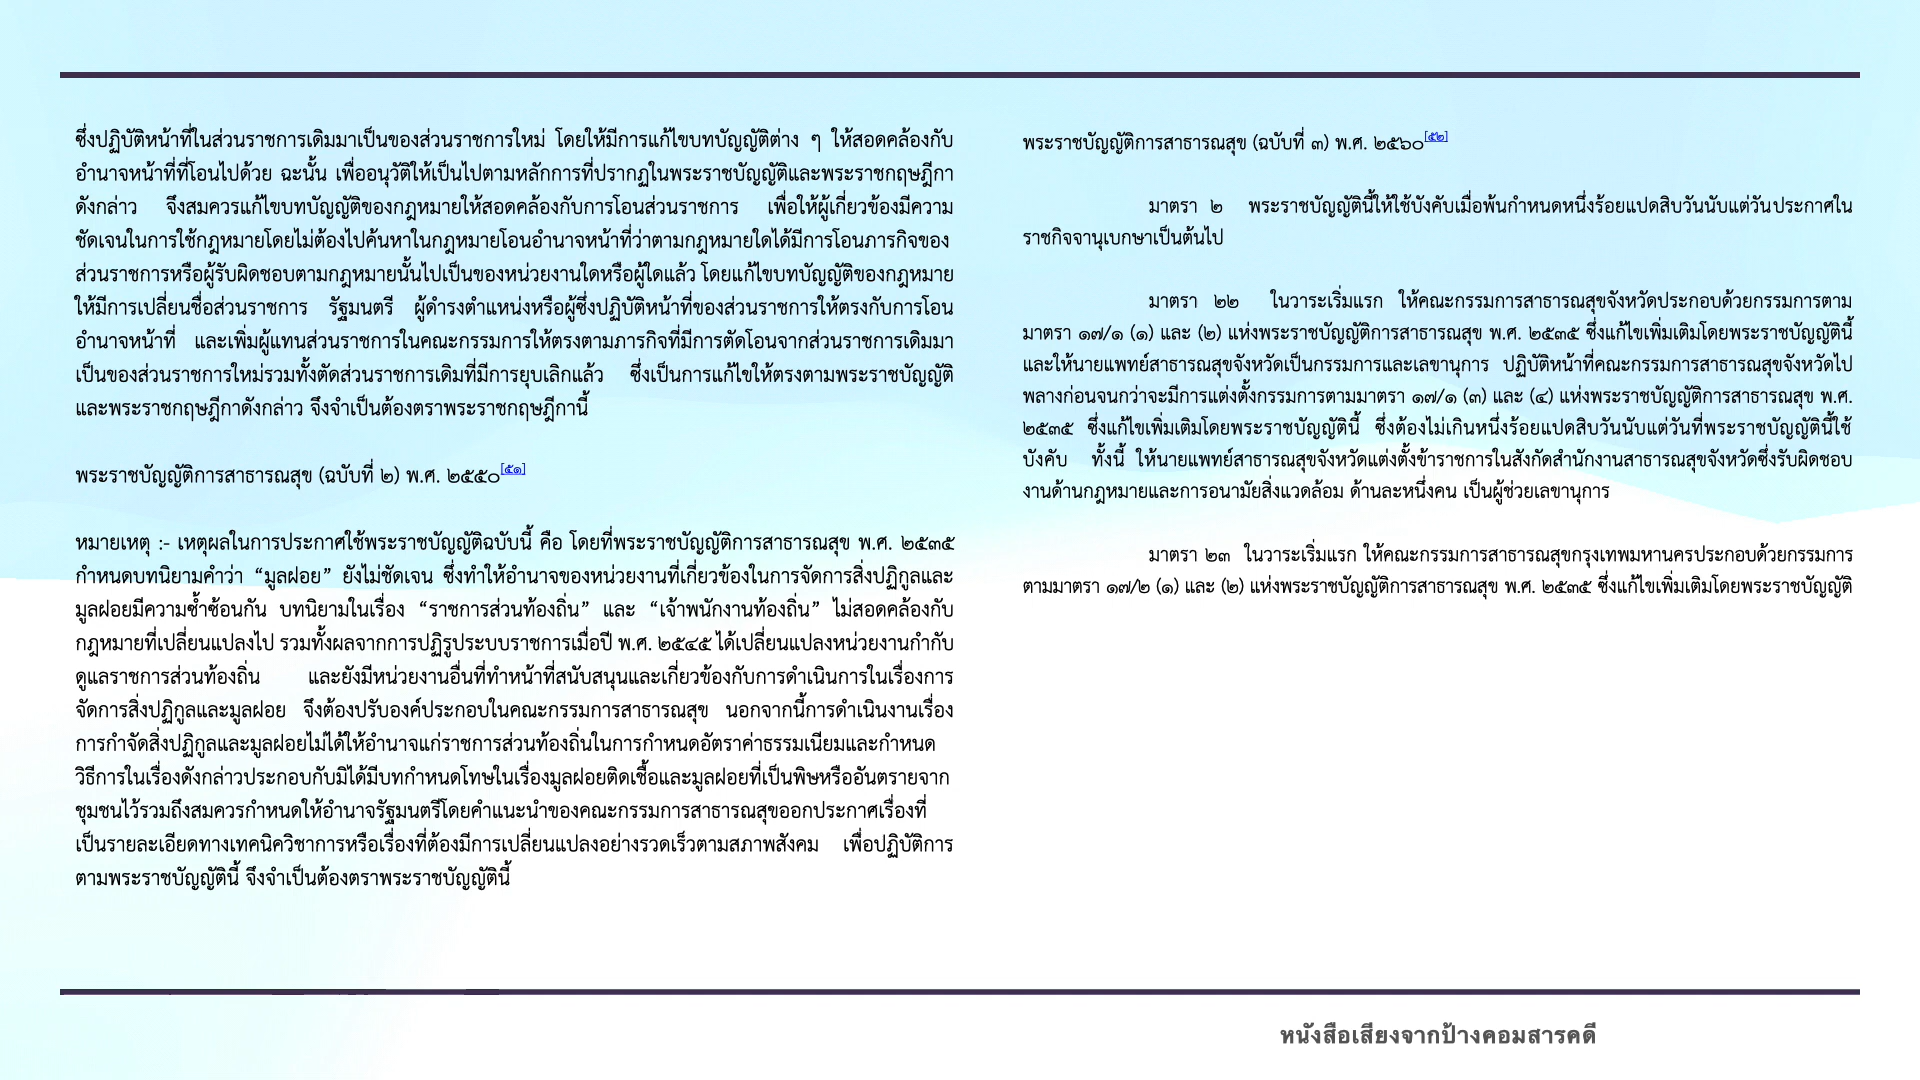 ซึ่งปฏิบัติหน้าที่ในส่วนราชการเดิมมาเป็นของส่วนราชการใหม่ โดยให้มีการแก้ไขบทบัญญัติต่าง ๆ ให้สอดคล้องกับ
อำนาจหน้าที่ที่โอนไปด้วย ฉะนั้น เพื่ออนุวัติให้เป็นไปตามหลักการที่ปรากฏในพระราชบัญญัติและพระราชกฤษฎีกา
ดังกล่าว จึงสมควรแก้ไขบทบัญญัติของกฎหมายให้สอดคล้องกับการโอนส่วนราชการ เพื่อให้ผู้เกี่ยวข้องมีความ
ชัดเจนในการใช้กฎหมายโดยไม่ต้องไปค้นหาในกฎหมายโอนอำนาจหน้าที่ว่าตามกฎหมายใดได้มีการโอนภารกิจของ
ส่วนราชการหรือผู้รับผิดชอบตามกฎหมายนั้นไปเป็นของหน่วยงานใดหรือผู้ใดแล้ว โดยแก้ไขบทบัญญัติของกฎหมาย
ให้มีการเปลี่ยนชื่อส่วนราชการ รัฐมนตรี ผู้ดำรงตำแหน่งหรือผู้ซึ่งปฏิบัติหน้าที่ของส่วนราชการให้ตรงกับการโอน
อำนาจหน้าที่ และเพิ่มผู้แทนส่วนราชการในคณะกรรมการให้ตรงตามภารกิจที่มีการตัดโอนจากส่วนราชการเดิมมา
เป็นของส่วนราชการใหม่รวมทั้งตัดส่วนราชการเดิมที่มีการยุบเลิกแล้ว ซึ่งเป็นการแก้ไขให้ตรงตามพระราชบัญญัติ
และพระราชกฤษฎีกาดังกล่าว จึงจำเป็นต้องตราพระราชกฤษฎีกานี้
พระราชบัญญัติการสาธารณสุข (ฉบับที่ ๒) พ.ศ. ๒๕๕๐[๕๑]
หมายเหตุ :- เหตุผลในการประกาศใช้พระราชบัญญัติฉบับนี้ คือ โดยที่พระราชบัญญัติการสาธารณสุข พ.ศ. ๒๕๓๕
กำหนดบทนิยามคำว่า “มูลฝอย” ยังไม่ชัดเจน ซึ่งทำให้อำนาจของหน่วยงานที่เกี่ยวข้องในการจัดการสิ่งปฏิกูลและ
มูลฝอยมีความซ้ำซ้อนกัน บทนิยามในเรื่อง “ราชการส่วนท้องถิ่น” และ “เจ้าพนักงานท้องถิ่น” ไม่สอดคล้องกับ
กฎหมายที่เปลี่ยนแปลงไป รวมทั้งผลจากการปฏิรูประบบราชการเมื่อปี พ.ศ. ๒๕๔๕ ได้เปลี่ยนแปลงหน่วยงานกำกับ
ดูแลราชการส่วนท้องถิ่น และยังมีหน่วยงานอื่นที่ทำหน้าที่สนับสนุนและเกี่ยวข้องกับการดำเนินการในเรื่องการ
จัดการสิ่งปฏิกูลและมูลฝอย จึงต้องปรับองค์ประกอบในคณะกรรมการสาธารณสุข นอกจากนี้การดำเนินงานเรื่อง
การกำจัดสิ่งปฏิกูลและมูลฝอยไม่ได้ให้อำนาจแก่ราชการส่วนท้องถิ่นในการกำหนดอัตราค่าธรรมเนียมและกำหนด
วิธีการในเรื่องดังกล่าวประกอบกับมิได้มีบทกำหนดโทษในเรื่องมูลฝอยติดเชื้อและมูลฝอยที่เป็นพิษหรืออันตรายจาก
ชุมชนไว้รวมถึงสมควรกำหนดให้อำนาจรัฐมนตรีโดยคำแนะนำของคณะกรรมการสาธารณสุขออกประกาศเรื่องที่
เป็นรายละเอียดทางเทคนิควิชาการหรือเรื่องที่ต้องมีการเปลี่ยนแปลงอย่างรวดเร็วตามสภาพสังคม เพื่อปฏิบัติการ
ตามพระราชบัญญัตินี้ จึงจำเป็นต้องตราพระราชบัญญัตินี้
พระราชบัญญัติการสาธารณสุข (ฉบับที่ ๓) พ.ศ. ๒๕๖๐[๕๒]
มาตรา ๒ พระราชบัญญัตินี้ให้ใช้บังคับเมื่อพ้นกำหนดหนึ่งร้อยแปดสิบวันนับแต่วันประกาศใน
ราชกิจจานุเบกษาเป็นต้นไป
มาตรา ๒๒ ในวาระเริ่มแรก ให้คณะกรรมการสาธารณสุขจังหวัดประกอบด้วยกรรมการตาม
มาตรา ๑๗/๑ (๑) และ (๒) แห่งพระราชบัญญัติการสาธารณสุข พ.ศ. ๒๕๓๕ ซึ่งแก้ไขเพิ่มเติมโดยพระราชบัญญัตินี้
และให้นายแพทย์สาธารณสุขจังหวัดเป็นกรรมการและเลขานุการ ปฏิบัติหน้าที่คณะกรรมการสาธารณสุขจังหวัดไป
พลางก่อนจนกว่าจะมีการแต่งตั้งกรรมการตามมาตรา ๑๗/๑ (๓) และ (๔) แห่งพระราชบัญญัติการสาธารณสุข พ.ศ.
๒๕๓๕ ซึ่งแก้ไขเพิ่มเติมโดยพระราชบัญญัตินี้ ซึ่งต้องไม่เกินหนึ่งร้อยแปดสิบวันนับแต่วันที่พระราชบัญญัตินี้ใช้
บังคับ ทั้งนี้ ให้นายแพทย์สาธารณสุขจังหวัดแต่งตั้งข้าราชการในสังกัดสำนักงานสาธารณสุขจังหวัดซึ่งรับผิดชอบ
งานด้านกฎหมายและการอนามัยสิ่งแวดล้อม ด้านละหนึ่งคน เป็นผู้ช่วยเลขานุการ
มาตรา ๒๓ ในวาระเริ่มแรก ให้คณะกรรมการสาธารณสุขกรุงเทพมหานครประกอบด้วยกรรมการ
ตามมาตรา ๑๗/๒ (๑) และ (๒) แห่งพระราชบัญญัติการสาธารณสุข พ.ศ. ๒๕๓๕ ซึ่งแก้ไขเพิ่มเติมโดยพระราชบัญญัติ
หนังสือเสียงจากป้างคอมสารคดี